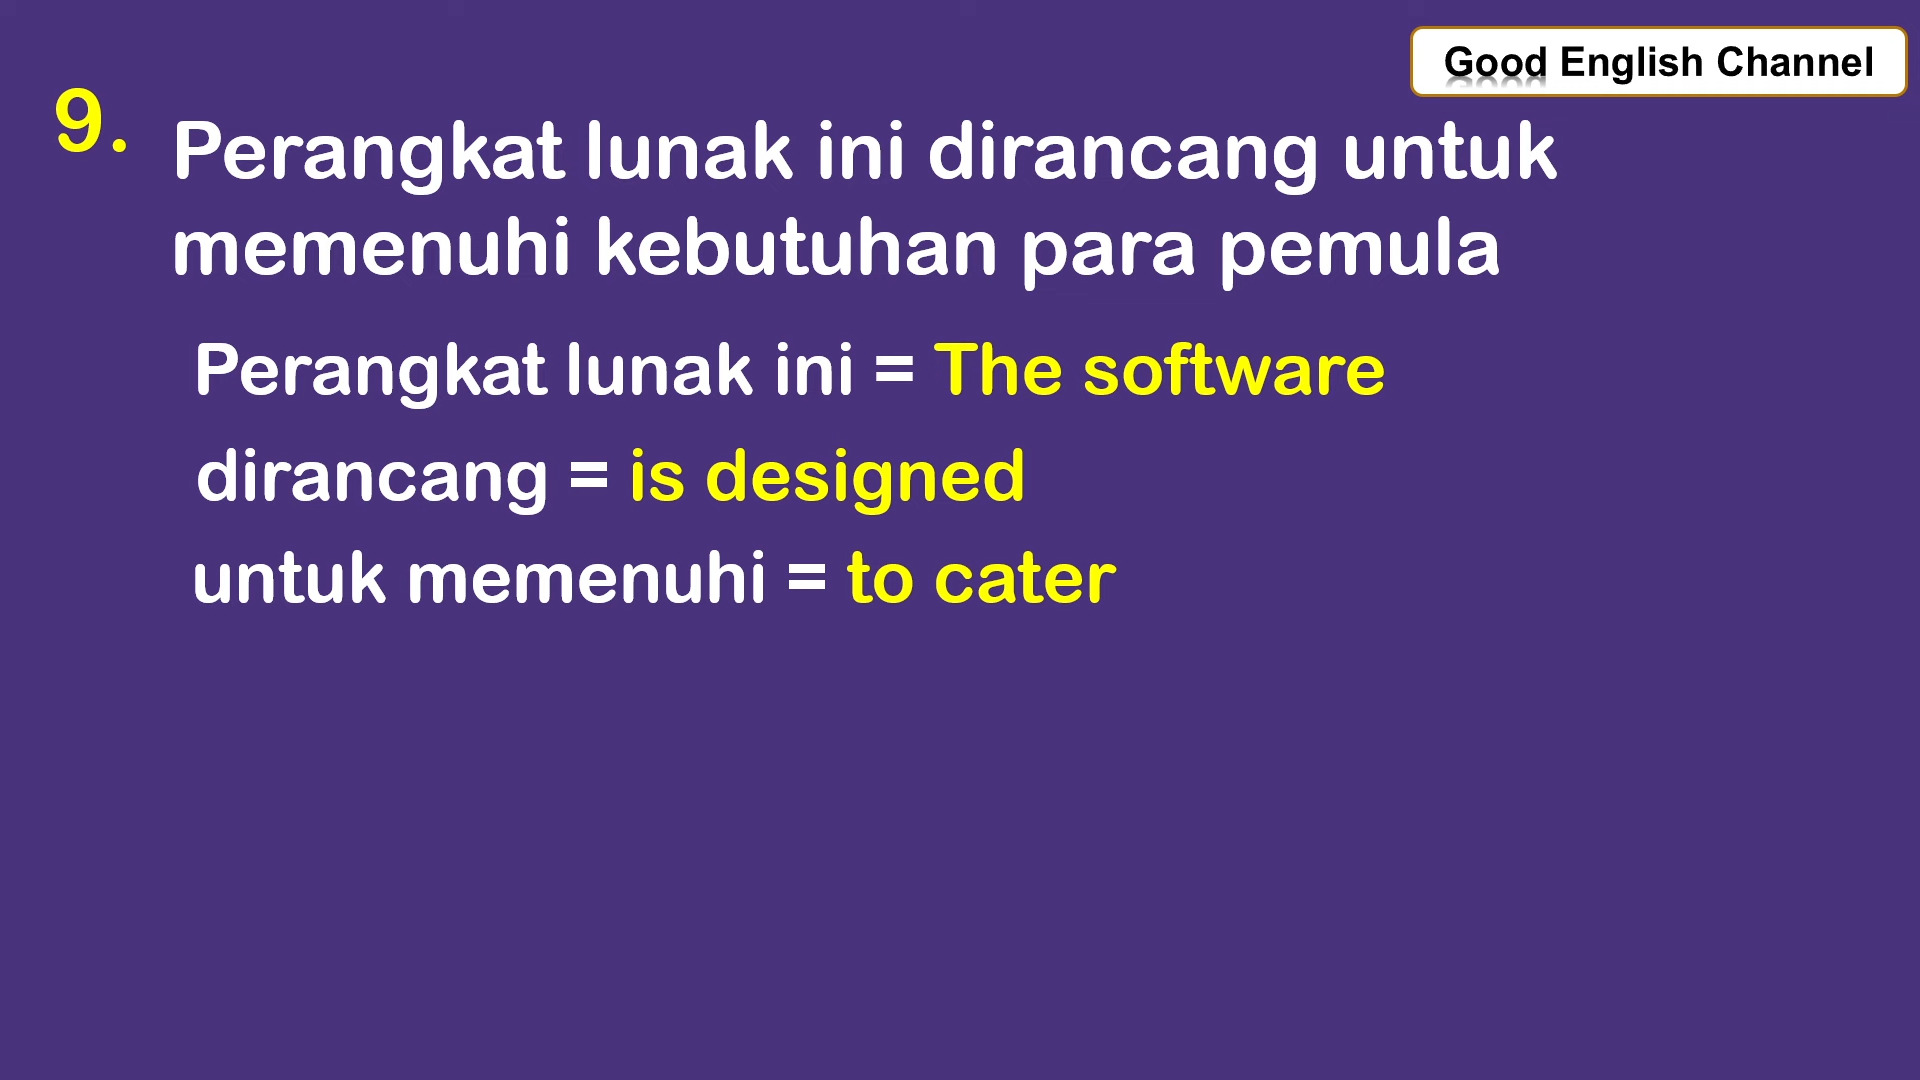 Good English Channel
9. Perangkat lunak ini dirancang untuk
memenuhi kebutuhan para pemula
Perangkat lunak ini = The software
dirancang = is designed
untuk memenuhi = to cater